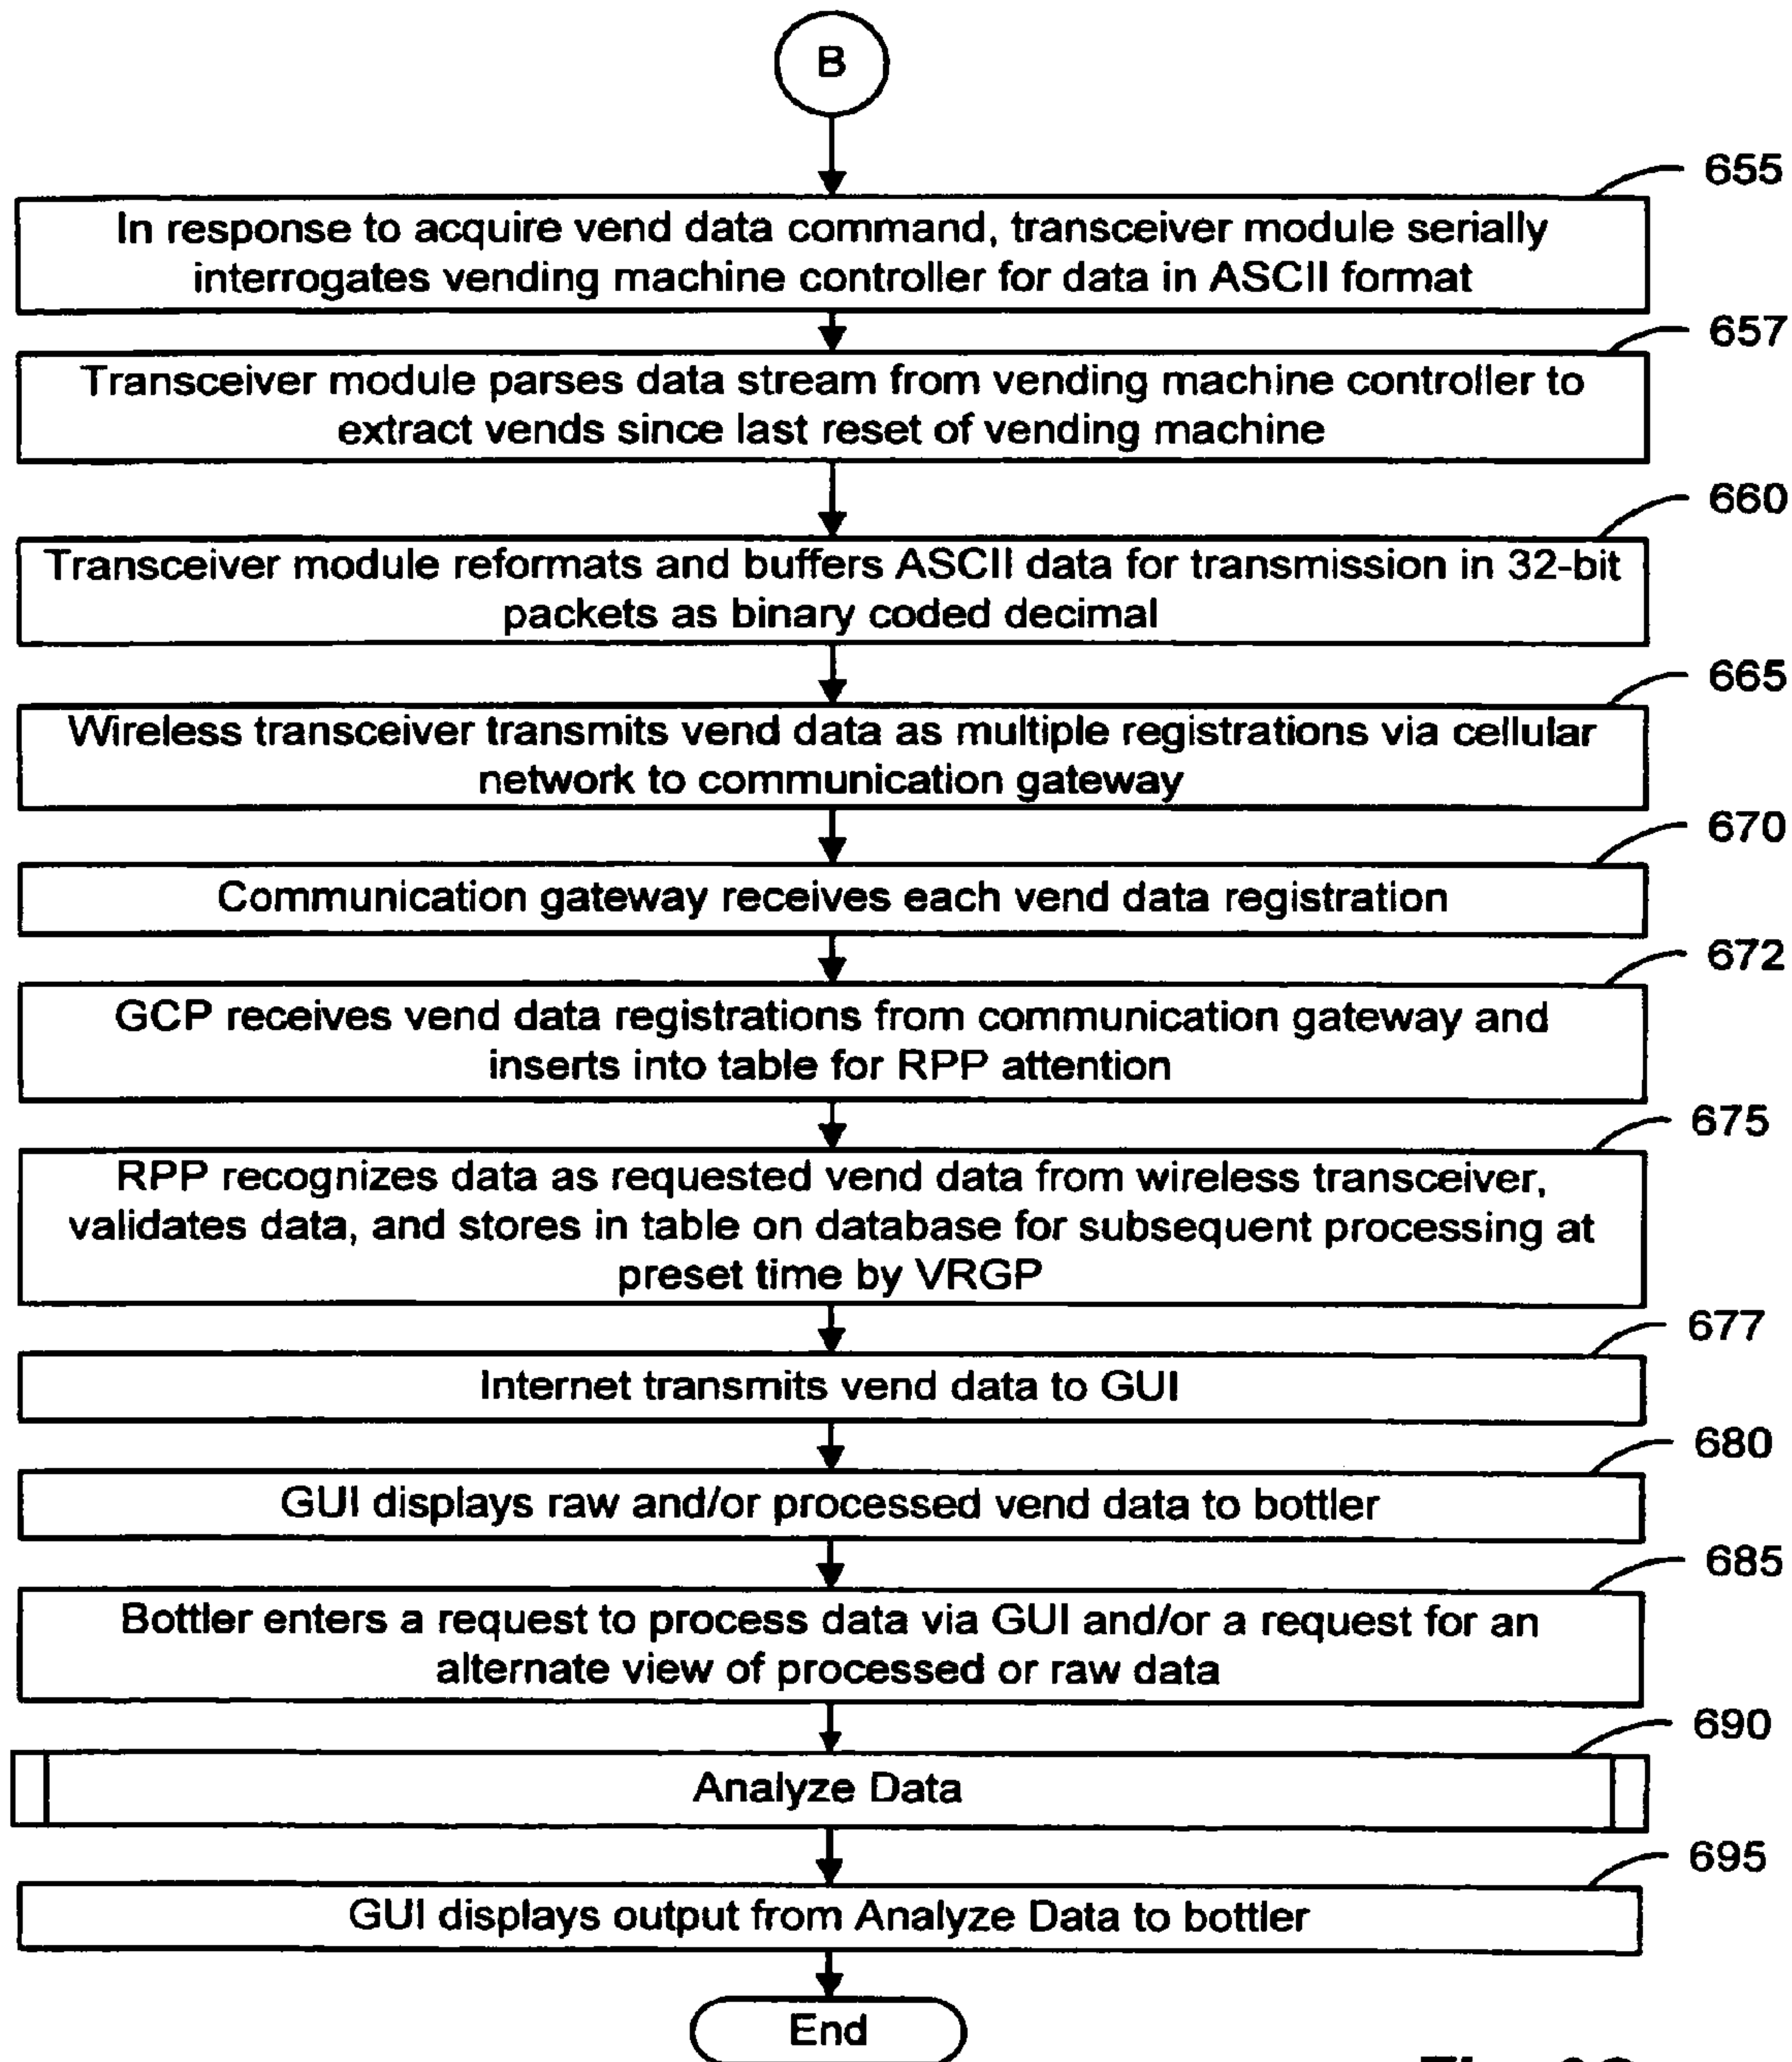 B
655
In response to acquire vend data command, transceiver module serially
interrogates vending machine controller for data in ASCII format
657
Transceiver module parses data stream from vending machine controller to
extract vends since last reset of vending machine
660
Transceiver module reformats and buffers ASCII data for transmission in 32-bit
packets as binary coded decimal
665
Wireless transceiver transmits vend data as multiple registrations via cellular
network to communication gateway
670
Communication gateway receives each vend data registration
672
GCP receives vend data registrations from communication gateway and
inserts into table for RPP attention
675
RPP recognizes data as requested vend data from wireless transceiver,
validates data, and stores in table on database for subsequent processing at
preset time by VRGP
677
Internet transmits vend data to GUI
680
GUI displays raw and/or processed vend data to bottler
685
Bottler enters a request to process data via GUI and/or a request for an
alternate view of processed or raw data
690
Analyze Data
695
GUI displays output from Analyze Data to bottler
End